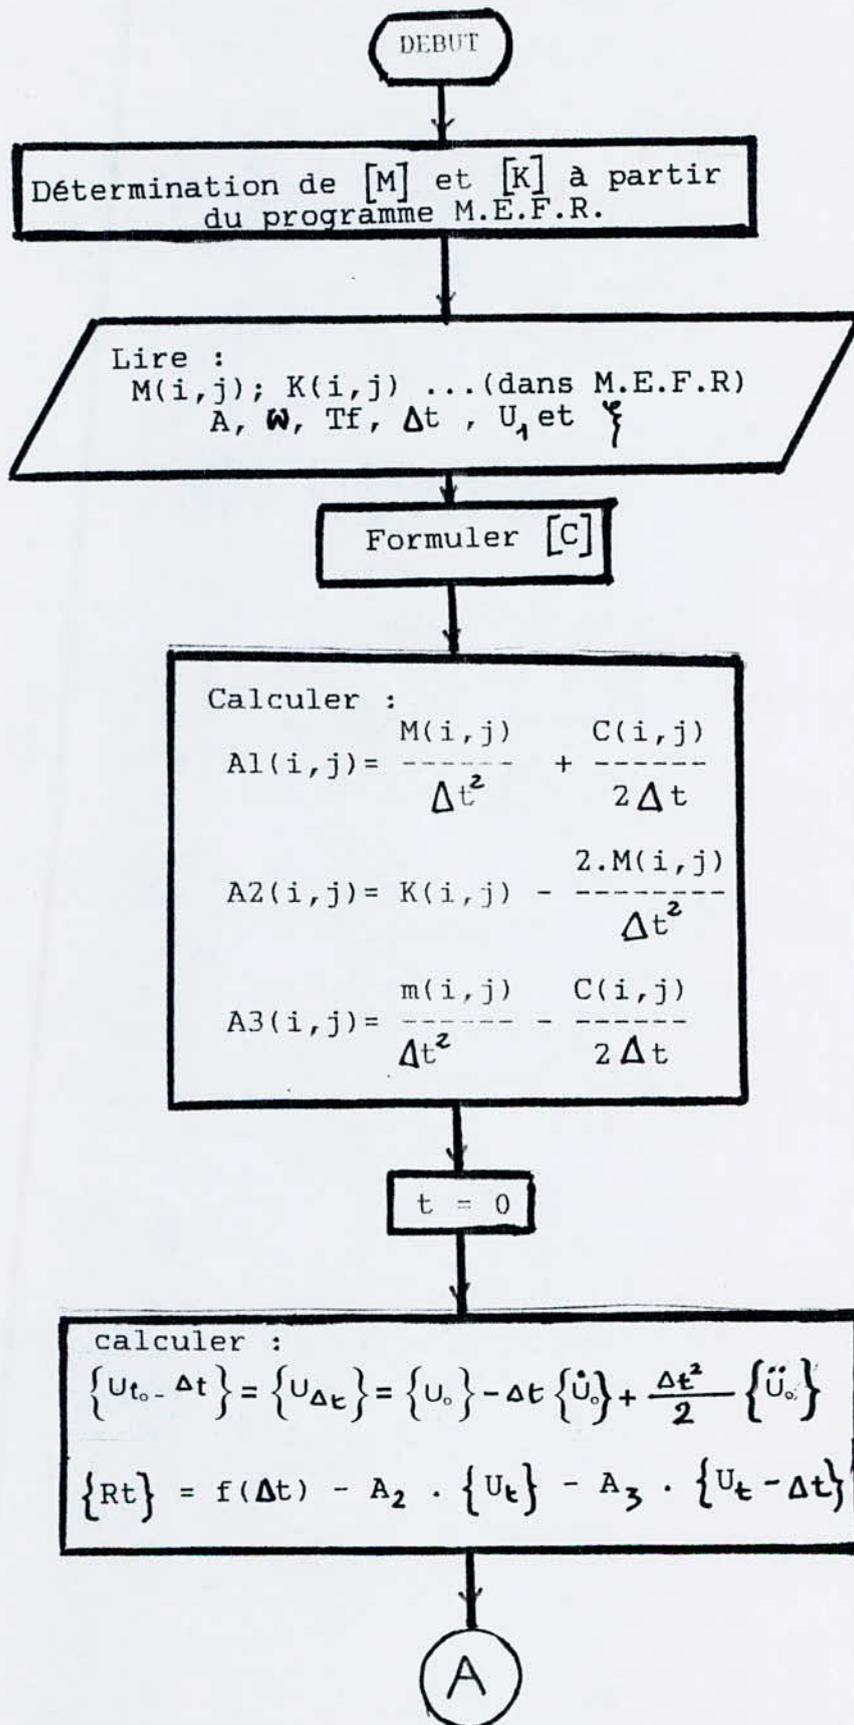 DEBUT
Détermination de [M] et [K] à partir
du programme M.E.F.R.
Lire :
M(i,j); K(i,j) ...(dans M.E.F.R)
A, ω, Tf, Δt , U₁ et ξ
Formuler [C]
Calculer :
A1(i,j)= M(i,j)/Δt² + C(i,j)/2Δt
A2(i,j)= K(i,j) - 2.M(i,j)/Δt²
A3(i,j)= m(i,j)/Δt² - C(i,j)/2Δt
t = 0
calculer :
{Ut₀- Δt} = {UΔt} = {U₀} - Δt {U̇₀} + Δt²/2 {Ü₀}
{Rt} = f(Δt) - A₂ . {Ut} - A₃ . {Ut - Δt}
A